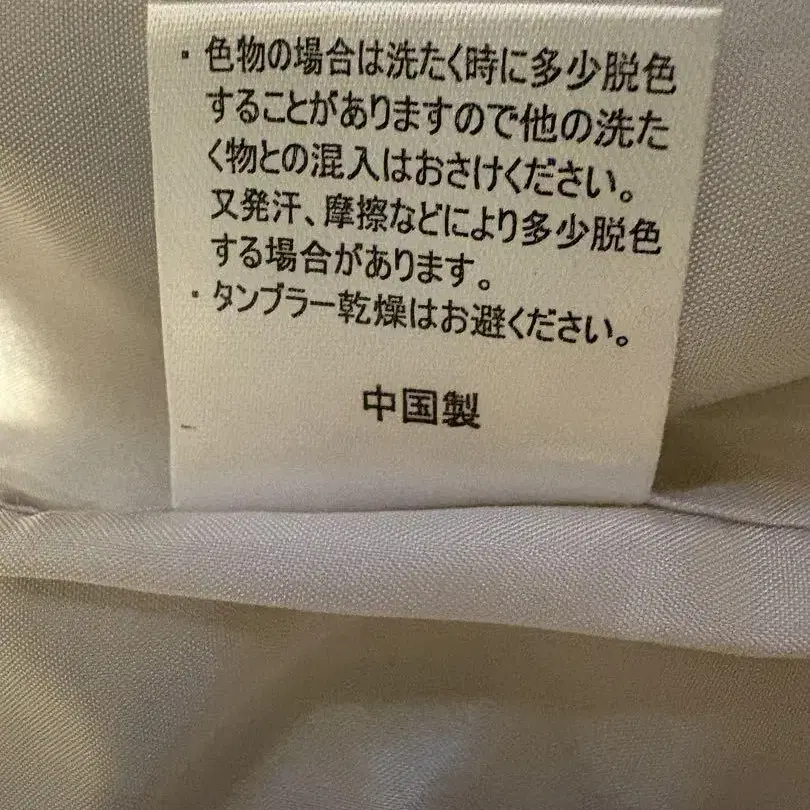 ・色物の場合は洗たく時に多少脱色
することがありますので他の洗た
く物との混入はおさけください。
又発汗、摩擦などにより多少脱色
する場合があります。
・タンブラー乾燥はお避ください。
中国製